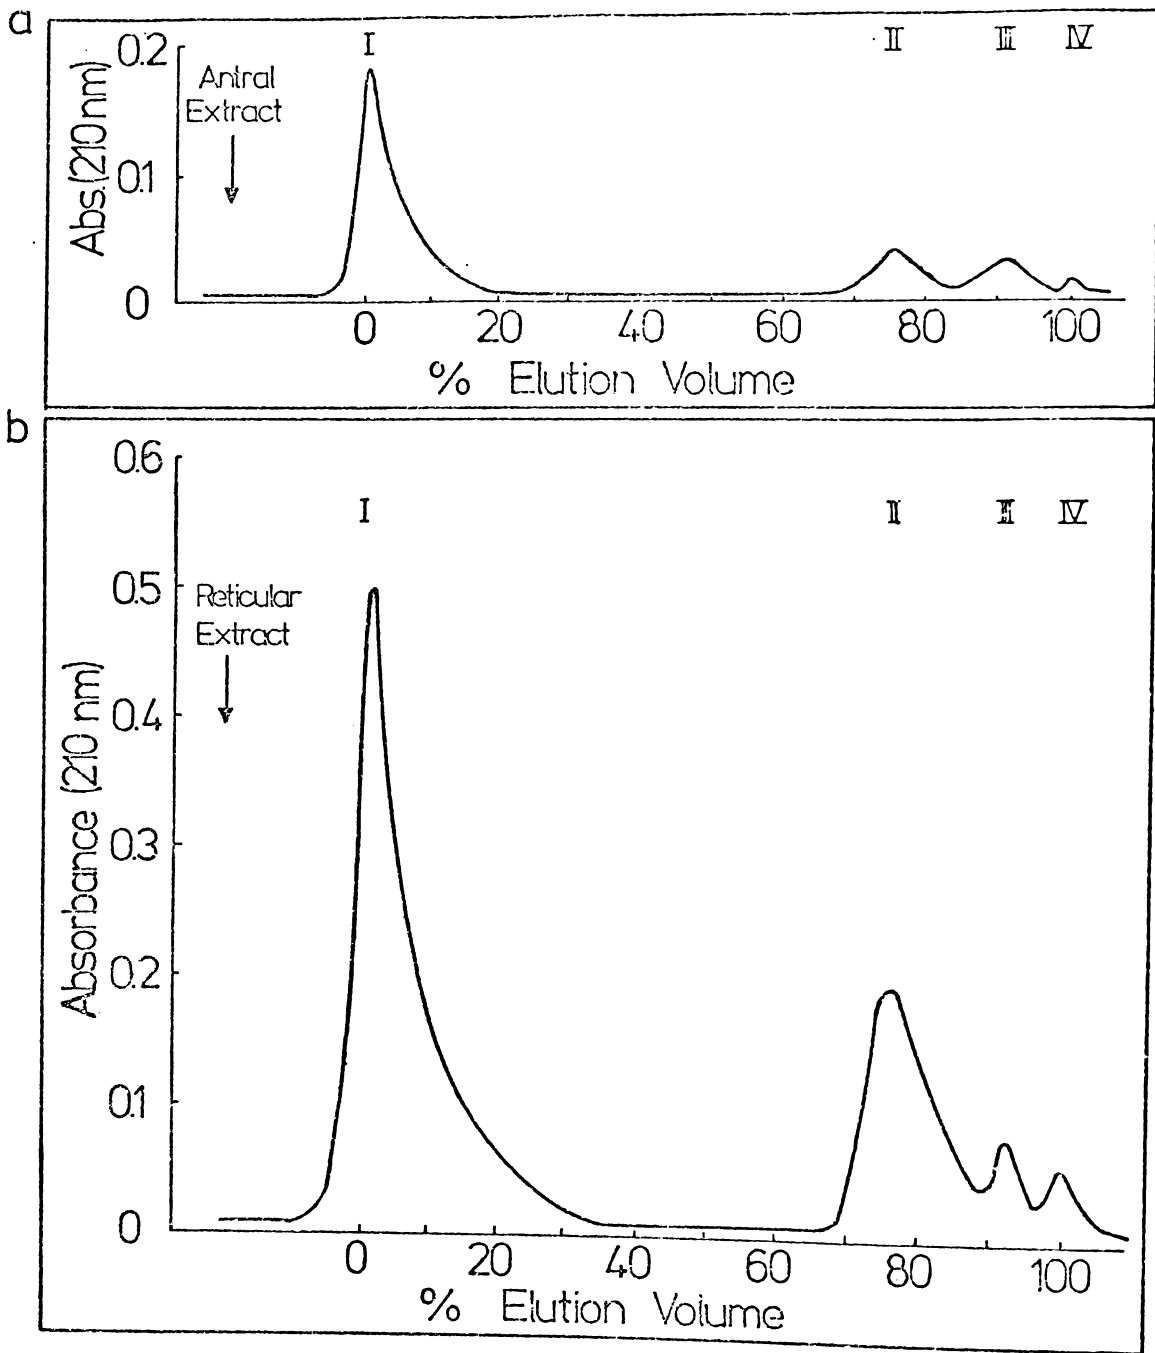 a
I II III IV
0.2
Antral
Extract
Abs.(210nm)
0.1
0
0 20 40 60 80 100
% Elution Volume
b
0.6
I II III IV
0.5
Reticular
Extract
0.4
Absorbance (210 nm)
0.3
0.2
0.1
0
0 20 40 60 80 100
% Elution Volume